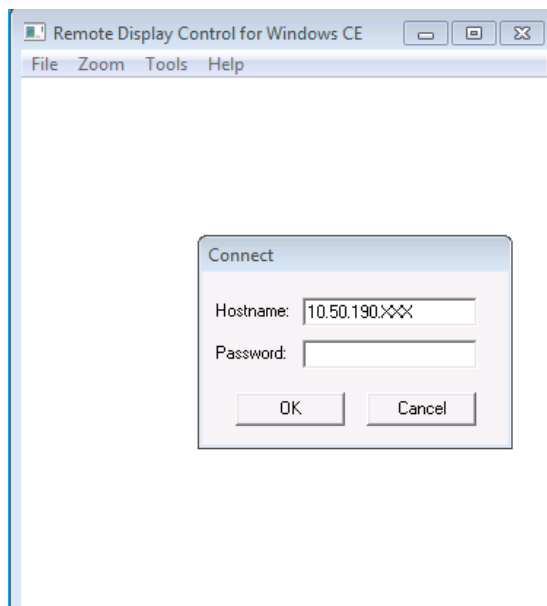 Remote Display Control for Windows CE
File Zoom Tools Help
Connect
Hostname: 10.50.190.XXX
Password:
OK Cancel